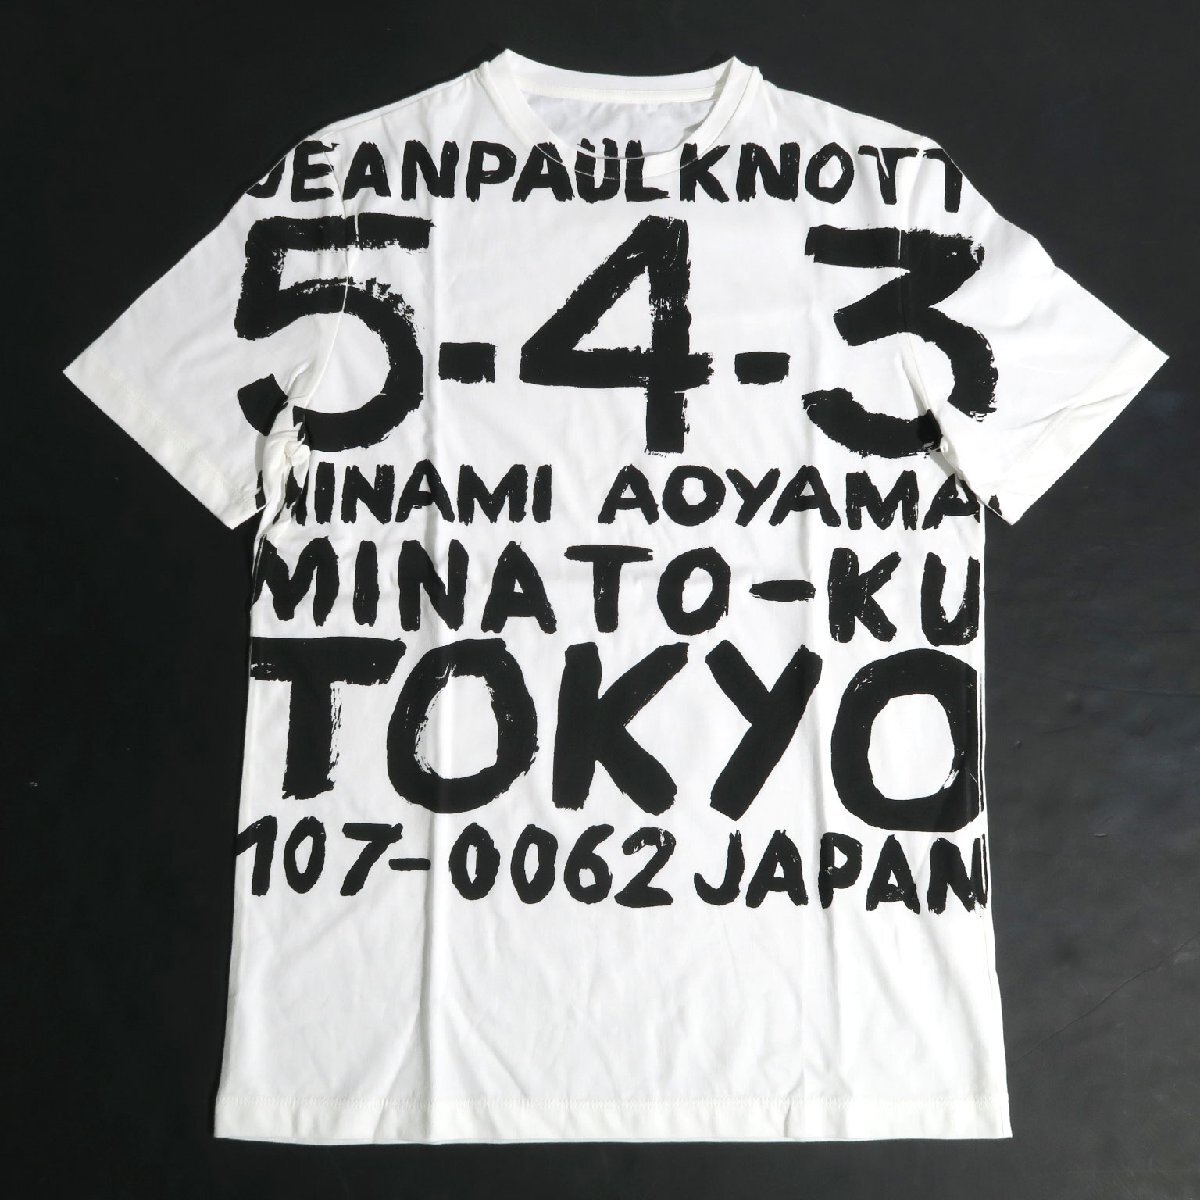 JEANPAULKNOTT
5-4-3
MINAMI AOYAMA
MINATO-KU
TOKYO
107-0062 JAPAN